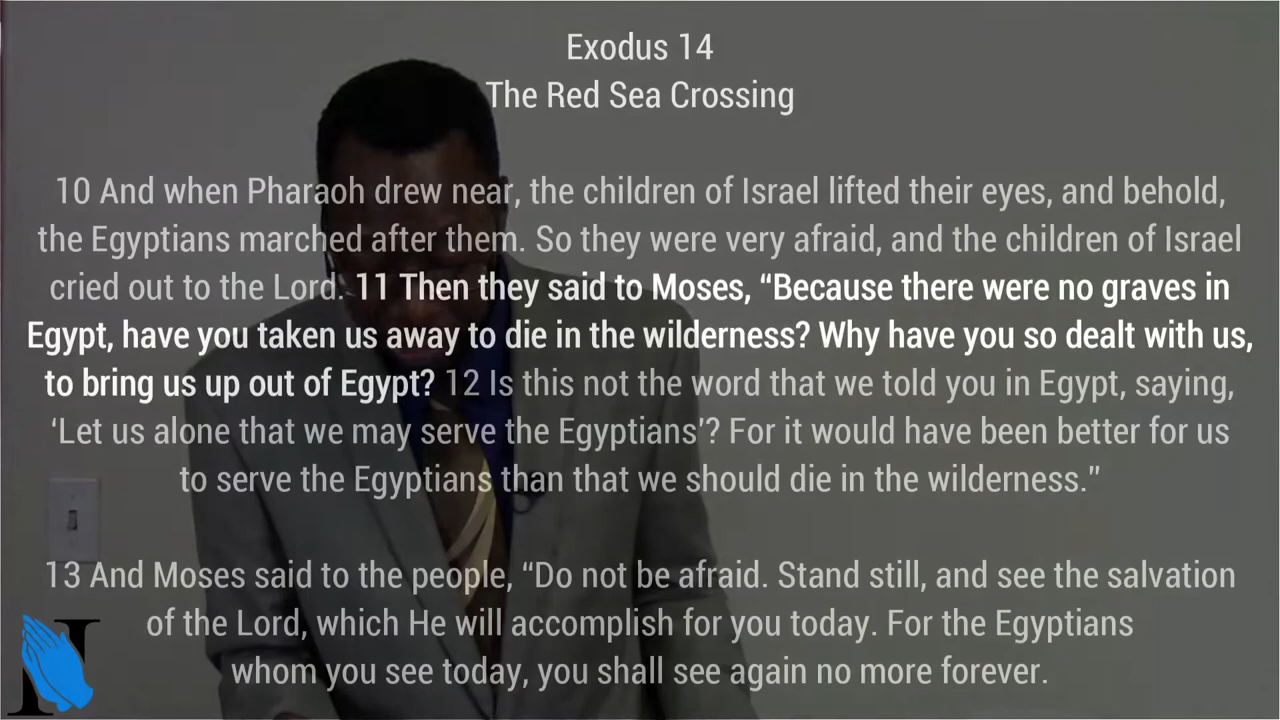 Exodus 14
The Red Sea Crossing
10 And when Pharaoh drew near, the children of Israel lifted their eyes, and behold,
the Egyptians marched after them. So they were very afraid, and the children of Israel
cried out to the Lord. 11 Then they said to Moses, “Because there were no graves in
Egypt, have you taken us away to die in the wilderness? Why have you so dealt with us,
to bring us up out of Egypt? 12 Is this not the word that we told you in Egypt, saying,
‘Let us alone that we may serve the Egyptians’? For it would have been better for us
to serve the Egyptians than that we should die in the wilderness.”
13 And Moses said to the people, “Do not be afraid. Stand still, and see the salvation
of the Lord, which He will accomplish for you today. For the Egyptians
whom you see today, you shall see again no more forever.
N